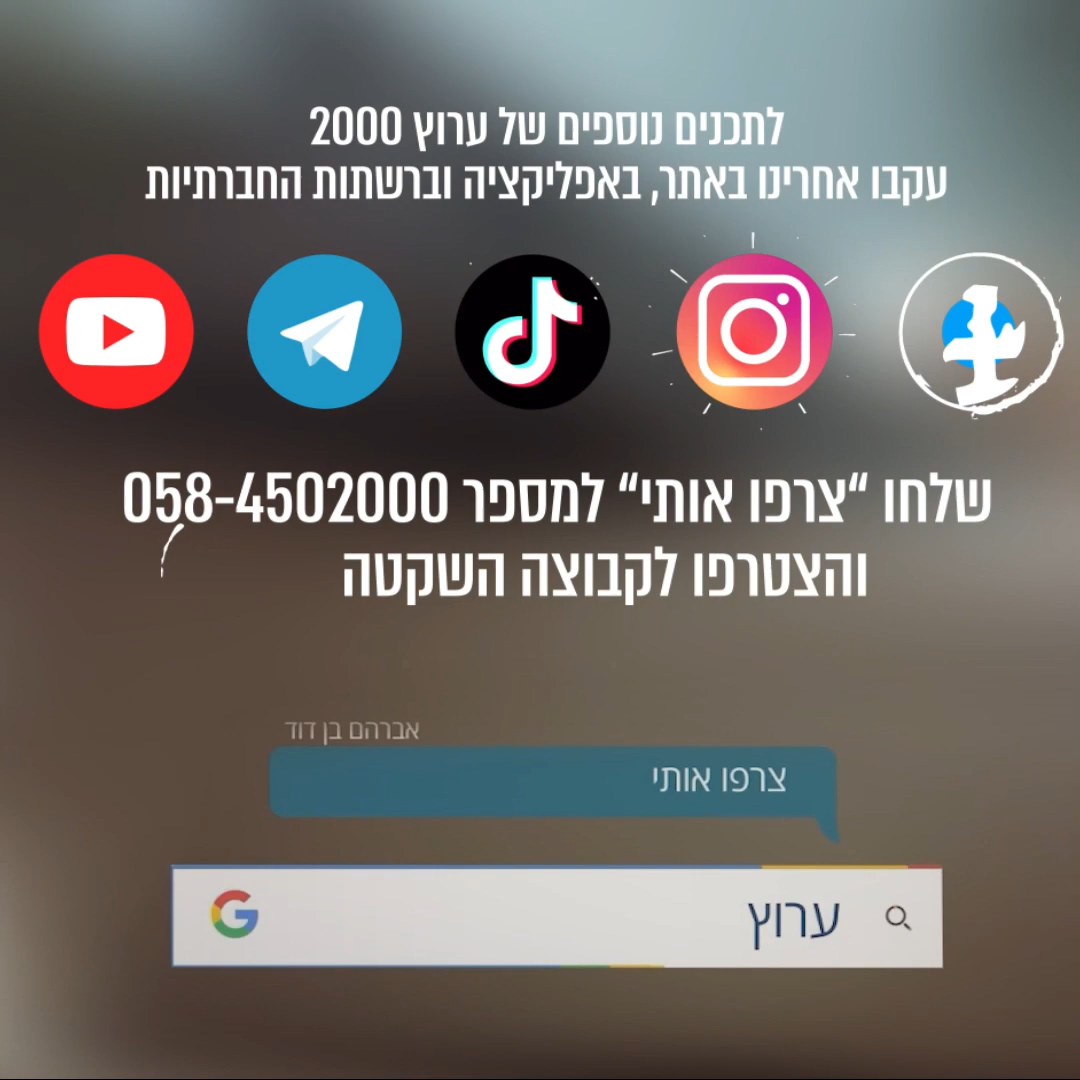 לתכנים נוספים של ערוץ 2000
עקבו אחרינו באתר, באפליקציה וברשתות החברתיות
שלחו “צרפו אותי“ למספר 058-4502000
והצטרפו לקבוצה השקטה
אברהם בן דוד
צרפו אותי
ערוץ